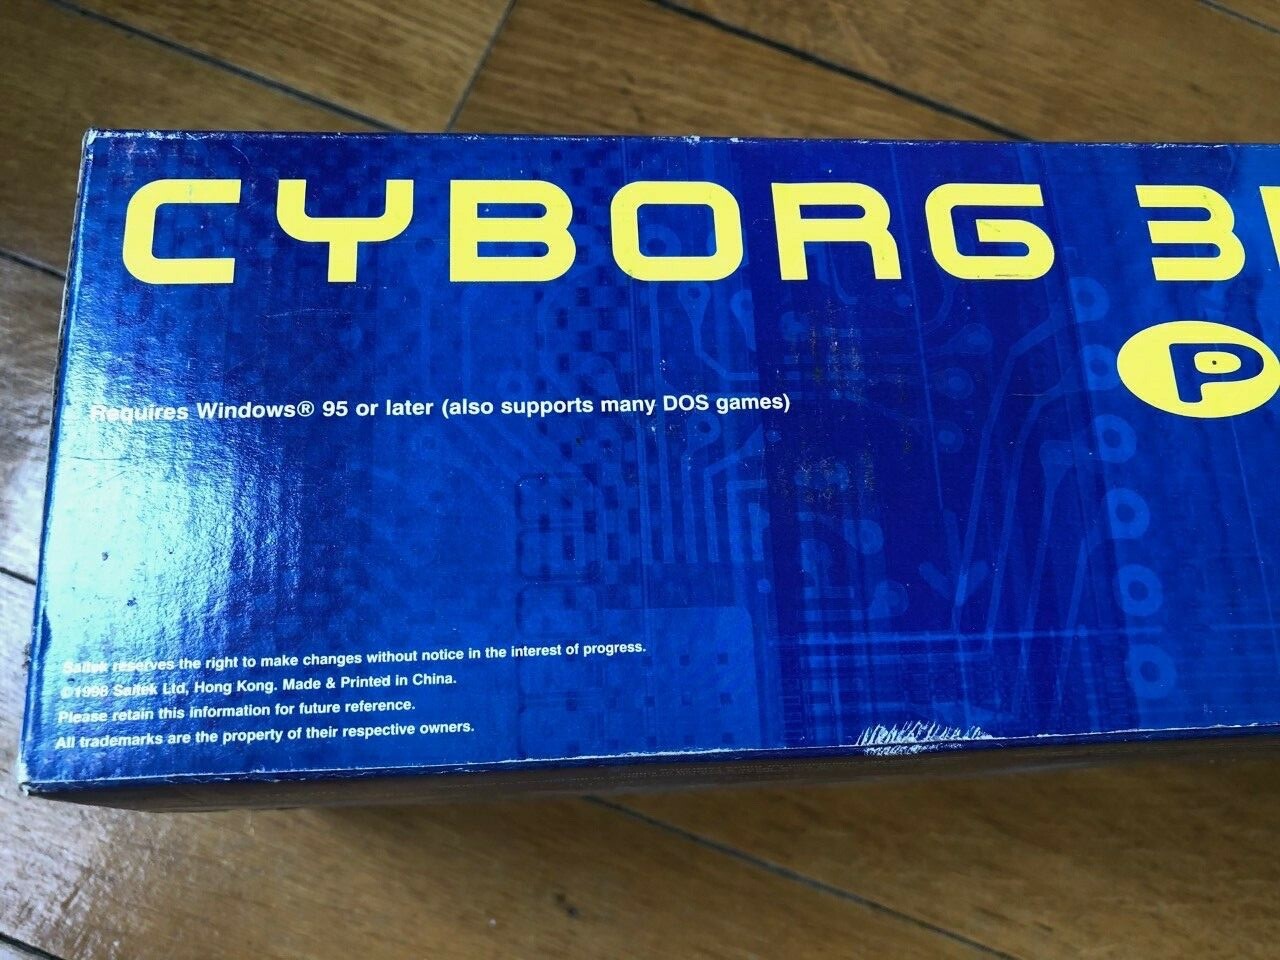 CYBORG 3
P
Requires Windows® 95 or later (also supports many DOS games)
Saitek reserves the right to make changes without notice in the interest of progress.
©1998 Saitek Ltd, Hong Kong. Made & Printed in China.
Please retain this information for future reference.
All trademarks are the property of their respective owners.